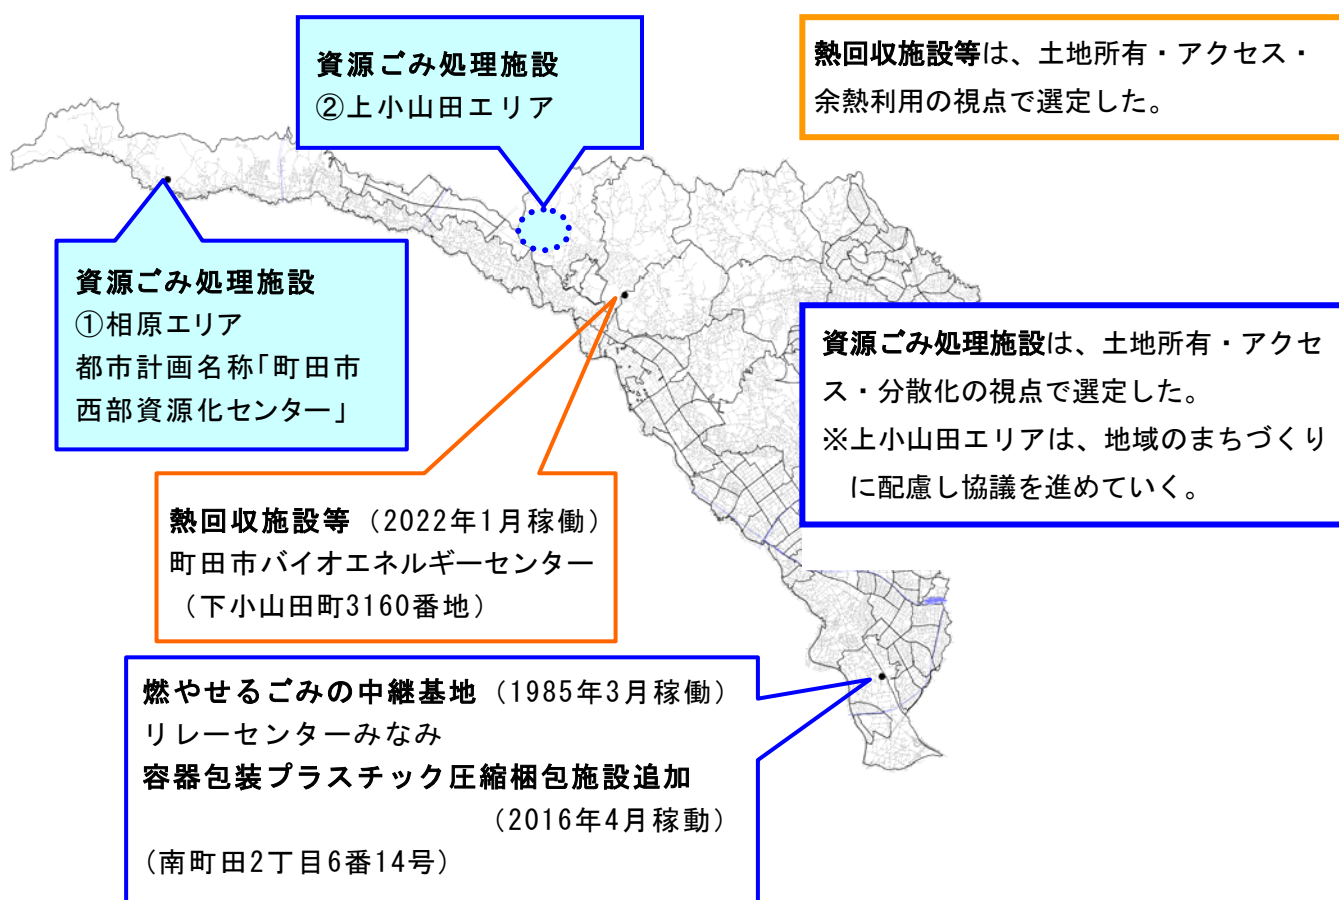 資源ごみ処理施設
②上小山田エリア
熱回収施設等は、土地所有・アクセス・
余熱利用の視点で選定した。
資源ごみ処理施設
①相原エリア
都市計画名称「町田市
西部資源化センター」
資源ごみ処理施設は、土地所有・アクセ
ス・分散化の視点で選定した。
※上小山田エリアは、地域のまちづくり
に配慮し協議を進めていく。
熱回収施設等（2022年1月稼働）
町田市バイオエネルギーセンター
（下小山田町3160番地）
燃やせるごみの中継基地（1985年3月稼働）
リレーセンターみなみ
容器包装プラスチック圧縮梱包施設追加
（2016年4月稼動）
（南町田2丁目6番14号）